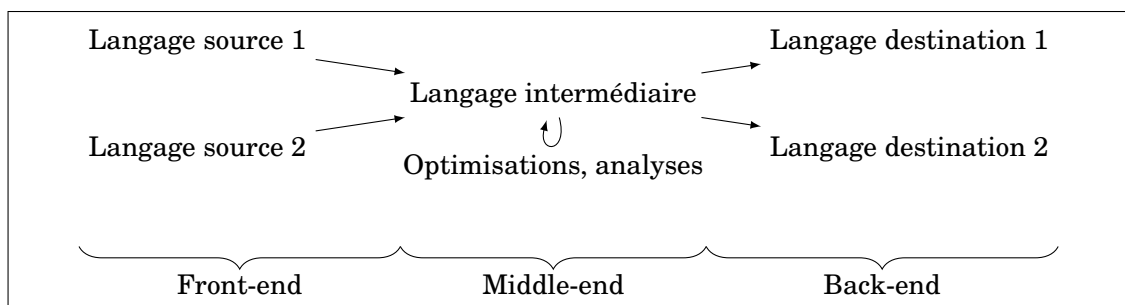 Langage source 1
Langage destination 1
Langage intermédiaire
Langage source 2
Langage destination 2
Optimisations, analyses
Front-end
Middle-end
Back-end